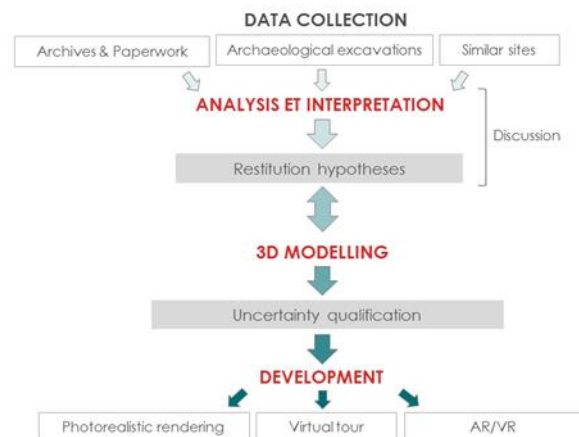 DATA COLLECTION
Archives & Paperwork
Archaeological excavations
Similar sites
ANALYSIS ET INTERPRETATION
Discussion
Restitution hypotheses
3D MODELLING
Uncertainty qualification
DEVELOPMENT
Photorealistic rendering
Virtual tour
AR/VR